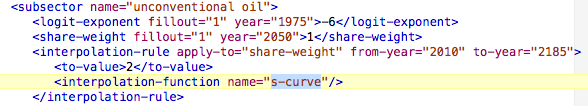 <subsector name="unconventional oil">
<logit-exponent fillout="1" year="1975">-6</logit-exponent>
<share-weight fillout="1" year="2050">1</share-weight>
<interpolation-rule apply-to="share-weight" from-year="2010" to-year="2185">
<to-value>2</to-value>
<interpolation-function name="s-curve"/>
</interpolation-rule>